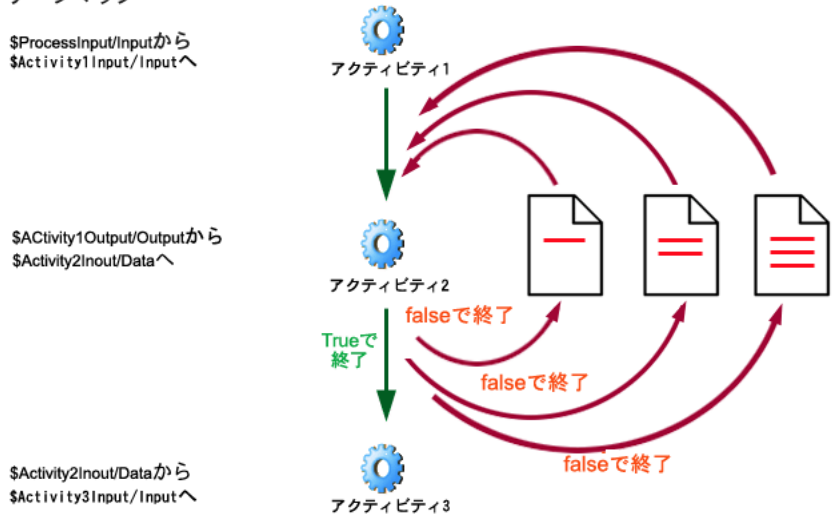 $ProcessInput/Inputから
$Activity1Input/Inputへ
アクティビティ1
$ACtivity1Output/Outputから
$Activity2Inout/Dataへ
アクティビティ2
falseで終了
Trueで
終了
falseで終了
falseで終了
$Activity2Inout/Dataから
$Activity3Input/Inputへ
アクティビティ3